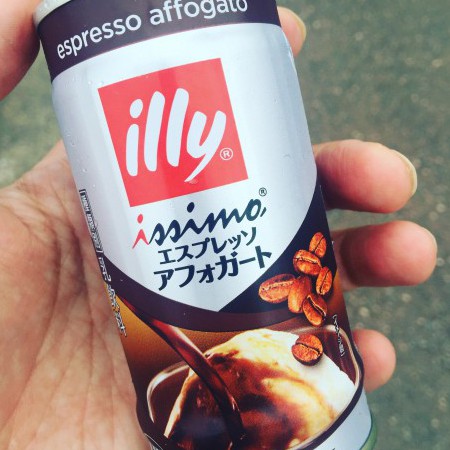 espresso affogato
illy®
issimo®
エスプレッソ
アフォガート